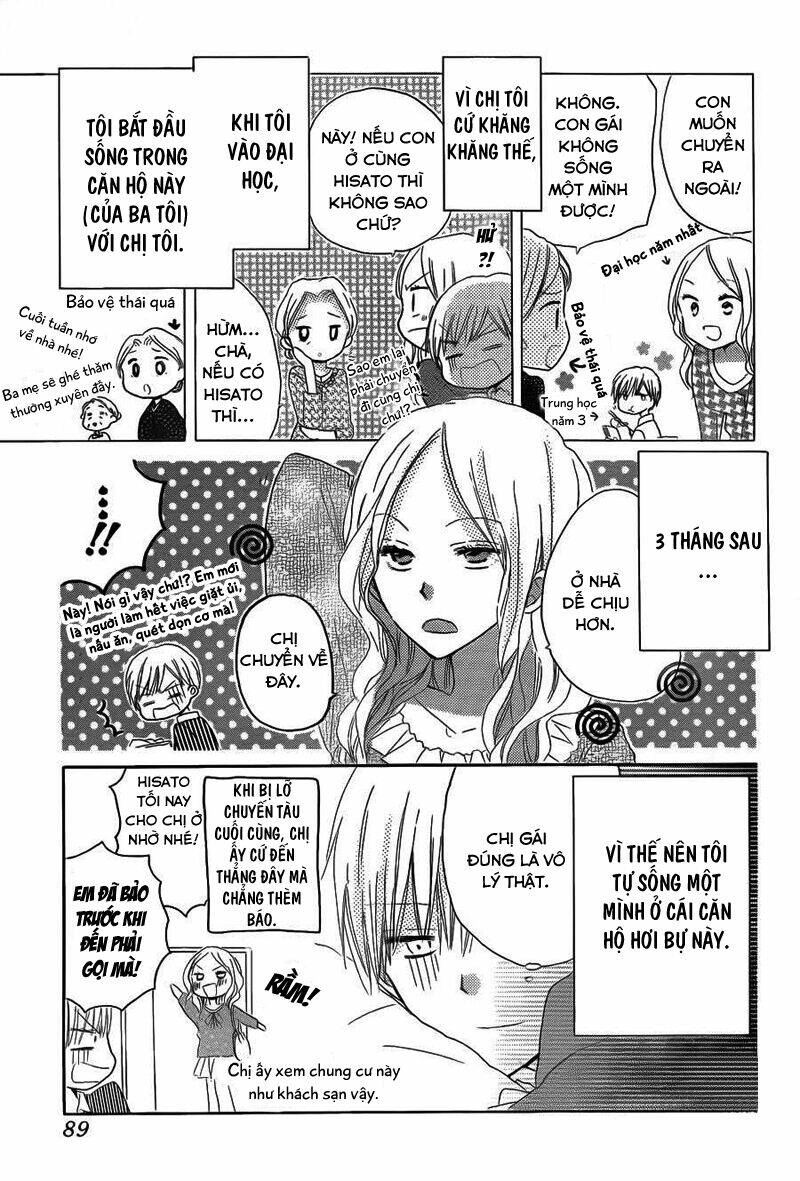 CON
MUỐN
CHUYỂN
RA
NGOÀI!
Đại học năm nhất
KHÔNG.
CON GÁI
KHÔNG
SỐNG
MỘT MÌNH
ĐƯỢC!
Bảo vệ thái quá
Trung học
năm 3
VÌ CHỊ TÔI
CỨ KHĂNG
KHĂNG THẾ,
NÀY! NẾU CON
Ở CÙNG
HISATO THÌ
KHÔNG SAO
CHỨ?
HỬ
?!
Sao em lại
phải chuyển
đi cùng chị
chứ!?
HỪM...
CHÀ,
NẾU CÓ
HISATO
THÌ...
KHI TÔI
VÀO ĐẠI
HỌC,
TÔI BẮT ĐẦU
SỐNG TRONG
CĂN HỘ NÀY
(CỦA BA TÔI)
VỚI CHỊ TÔI.
Bảo vệ thái quá
Cuối tuần nhớ
về nhà nhé!
Ba mẹ sẽ ghé thăm
thường xuyên đây.
3 THÁNG SAU
...
Ở NHÀ
DỄ CHỊU
HƠN.
CHỊ
CHUYỂN VỀ
ĐÂY.
....!!
Này! Nói gì vậy chứ!? Em mới
là người làm hết việc giặt ủi,
nấu ăn, quét dọn cơ mà!
VÌ THẾ NÊN TÔI
TỰ SỐNG MỘT
MÌNH Ở CÁI CĂN
HỘ HƠI BỰ NÀY.
CHỊ GÁI
ĐÚNG LÀ VÔ
LÝ THẬT.
KHI BỊ LỠ
CHUYẾN TÀU
CUỐI CÙNG, CHỊ
ẤY CỨ ĐẾN
THẲNG ĐÂY MÀ
CHẲNG THÈM
BÁO.
HISATO
TỐI NAY
CHO CHỊ Ở
NHỜ NHÉ!
RẦM!
EM ĐÃ BẢO
TRƯỚC KHI
ĐẾN PHẢI
GỌI MÀ!
Chị ấy xem chung cư này
như khách sạn vậy.
89